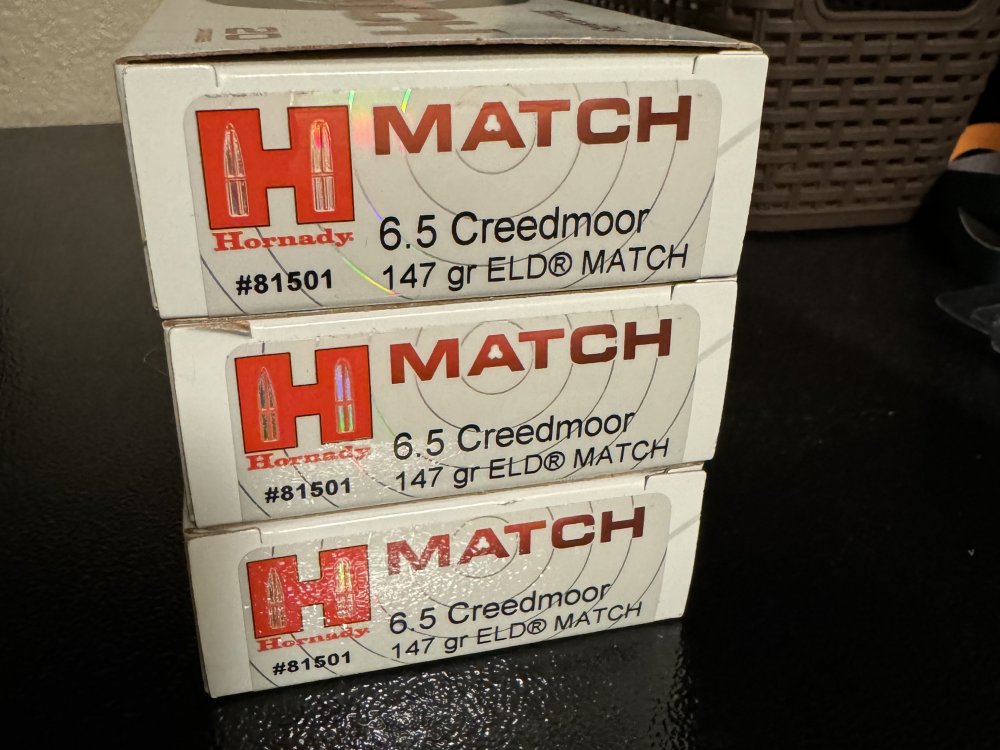 MATCH
Hornady
6.5 Creedmoor
#81501
147 gr ELD® MATCH
MATCH
Hornady
6.5 Creedmoor
#81501
147 gr ELD® MATCH
MATCH
Hornady
6.5 Creedmoor
#81501
147 gr ELD® MATCH